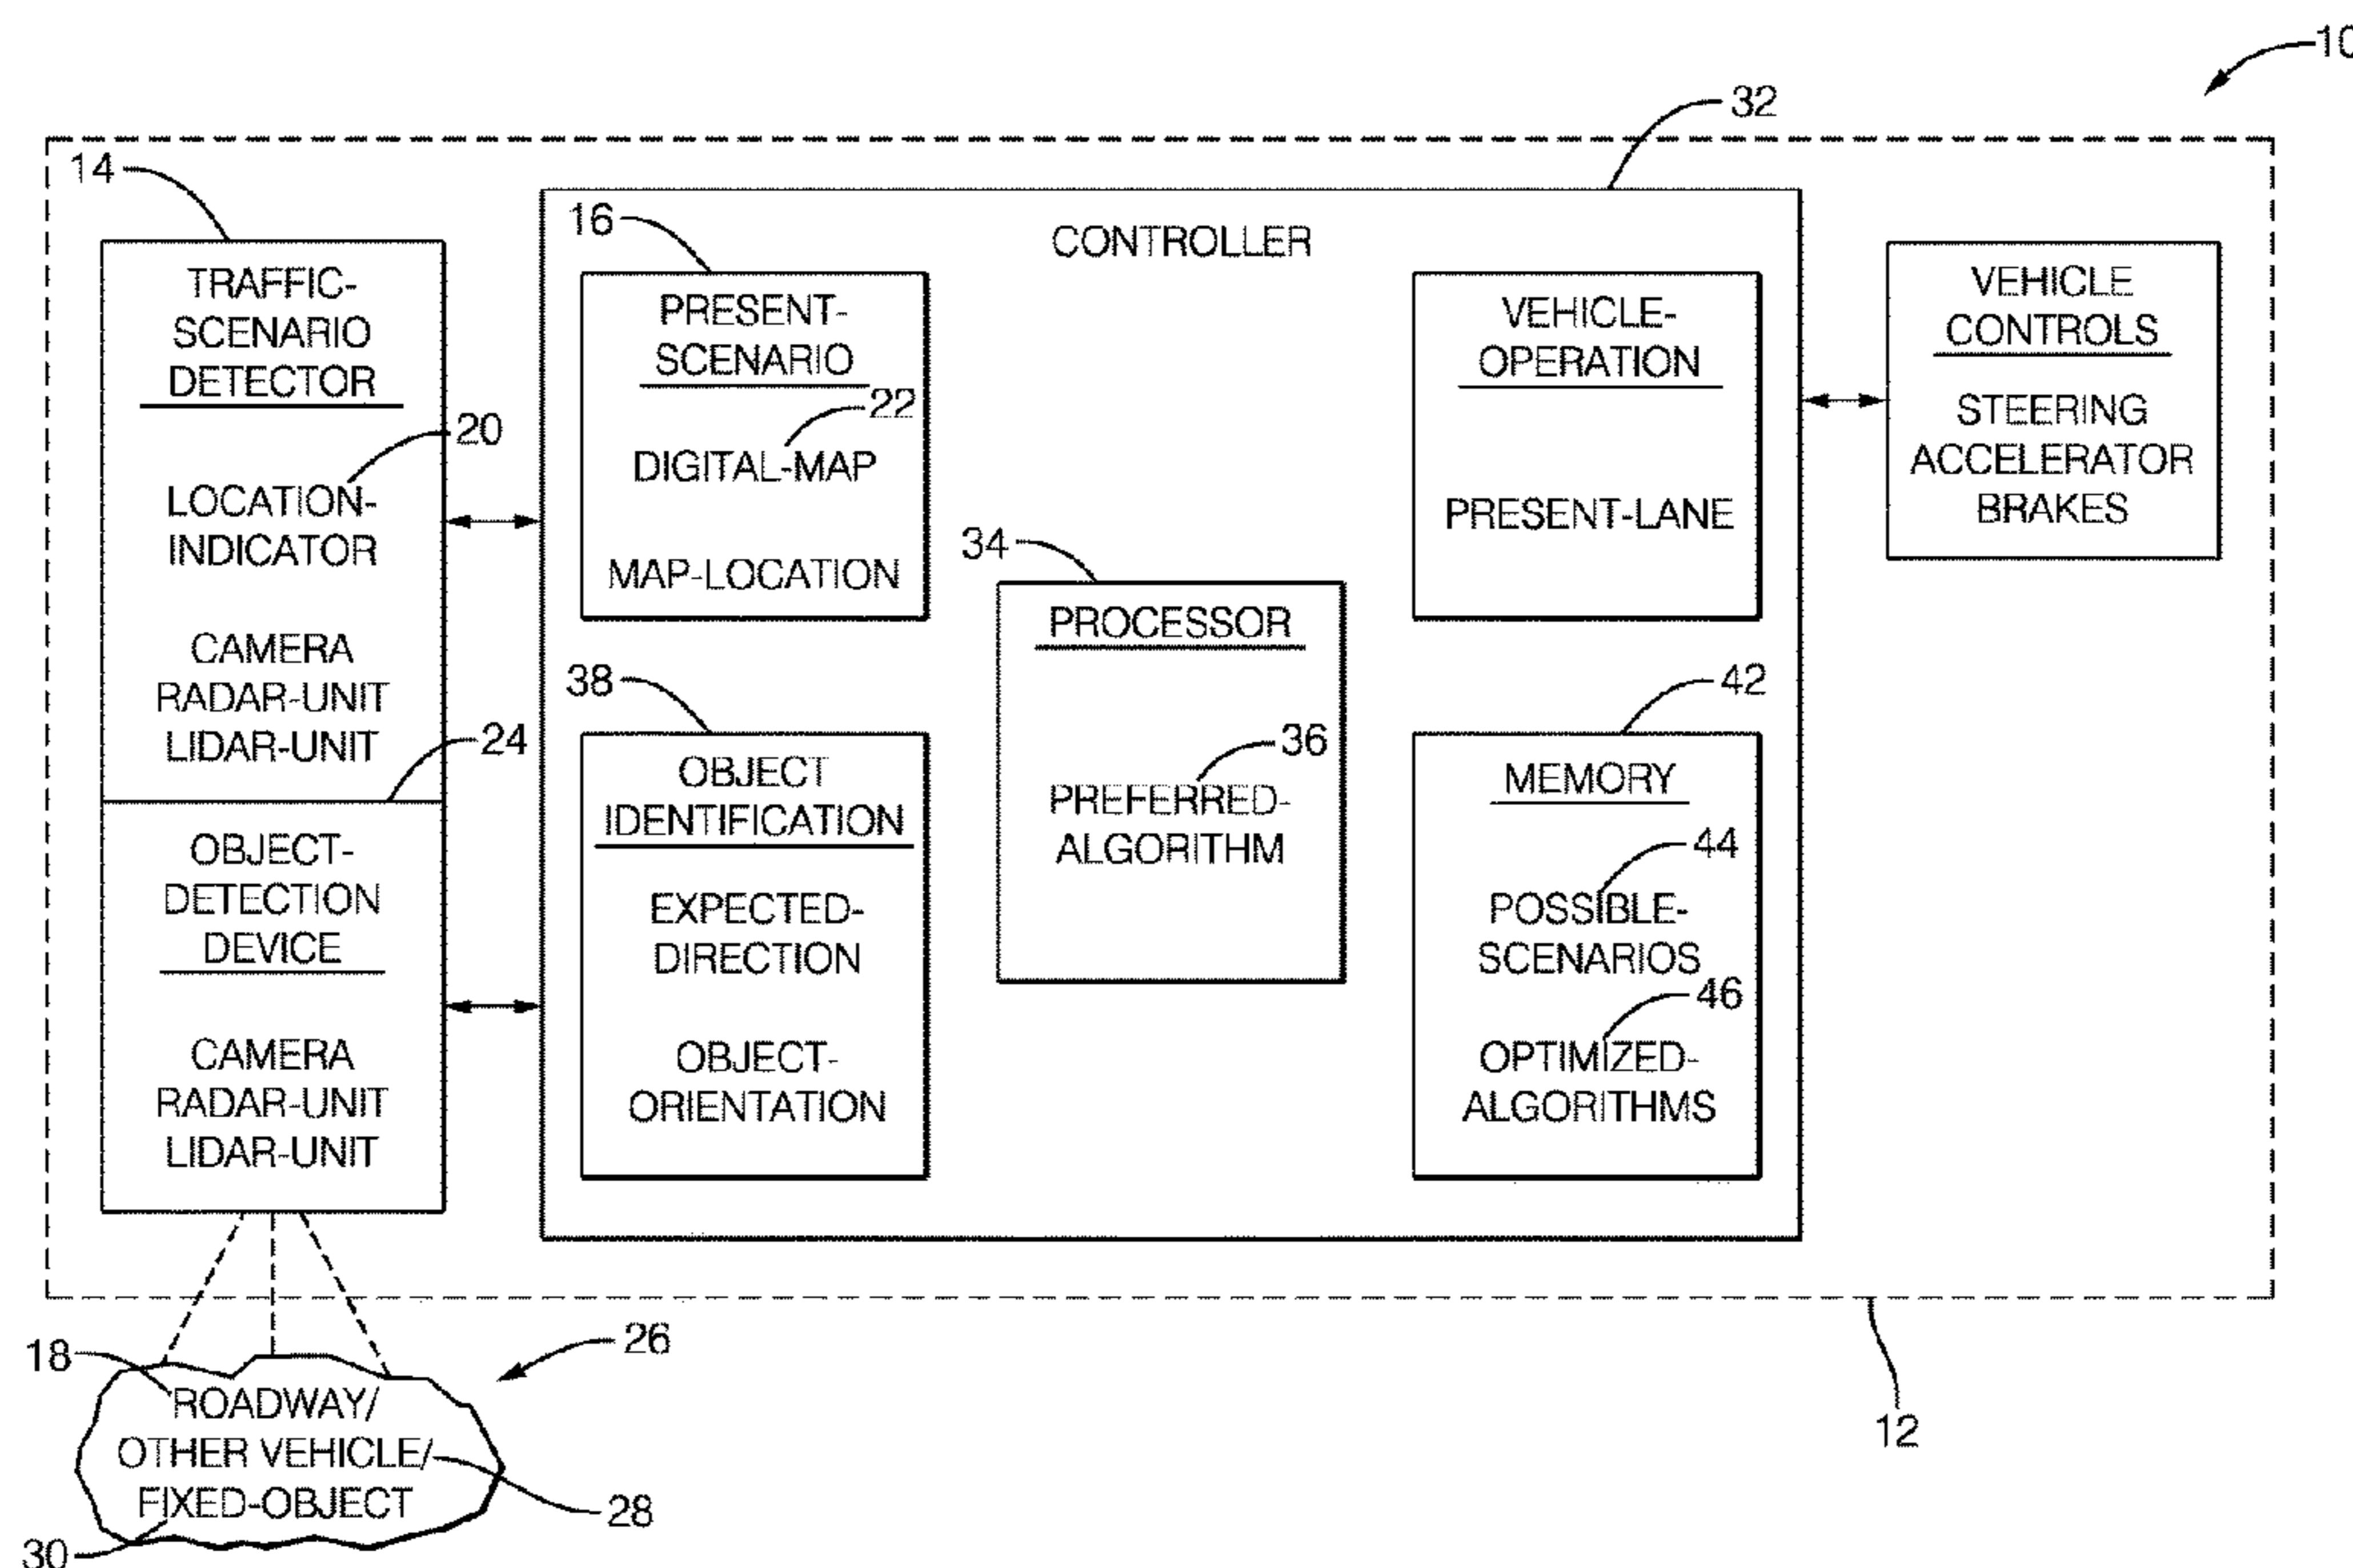 10
32
14
TRAFFIC-
SCENARIO
DETECTOR
20
LOCATION-
INDICATOR
CAMERA
RADAR-UNIT
LIDAR-UNIT
24
OBJECT-
DETECTION
DEVICE
CAMERA
RADAR-UNIT
LIDAR-UNIT
CONTROLLER
16
PRESENT-
SCENARIO
22
DIGITAL-MAP
MAP-LOCATION
38
OBJECT
IDENTIFICATION
EXPECTED-
DIRECTION
OBJECT-
ORIENTATION
34
PROCESSOR
36
PREFERRED-
ALGORITHM
VEHICLE-
OPERATION
PRESENT-LANE
42
MEMORY
44
POSSIBLE-
SCENARIOS
46
OPTIMIZED-
ALGORITHMS
VEHICLE
CONTROLS
STEERING
ACCELERATOR
BRAKES
12
26
18
ROADWAY/
OTHER VEHICLE/
FIXED-OBJECT
28
30